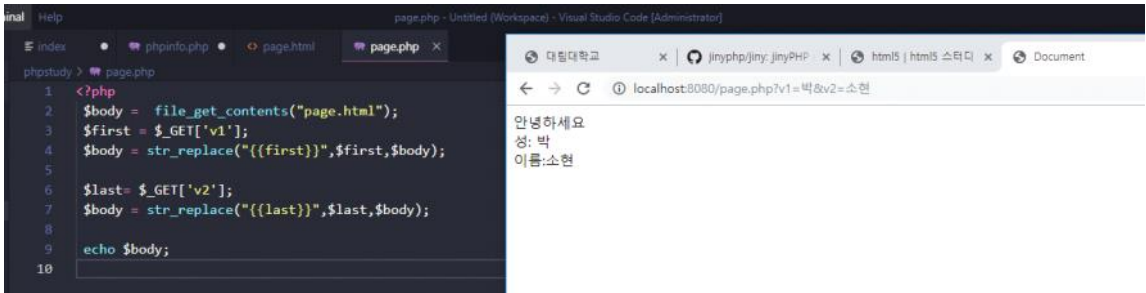 inal Help page.php - Untitled (Workspace) - Visual Studio Code [Administrator]
index phpinfo.php page.html page.php
phpstudy > page.php
1 <?php
2 $body =  file_get_contents("page.html");
3 $first = $_GET['v1'];
4 $body = str_replace("{{first}}",$first,$body);
5
6 $last= $_GET['v2'];
7 $body = str_replace("{{last}}",$last,$body);
8
9 echo $body;
10
대림대학교 jinyphp/jiny: jinyPHP html5 | html5 스터디 Document
localhost:8080/page.php?v1=박&v2=소현
안녕하세요
성: 박
이름:소현